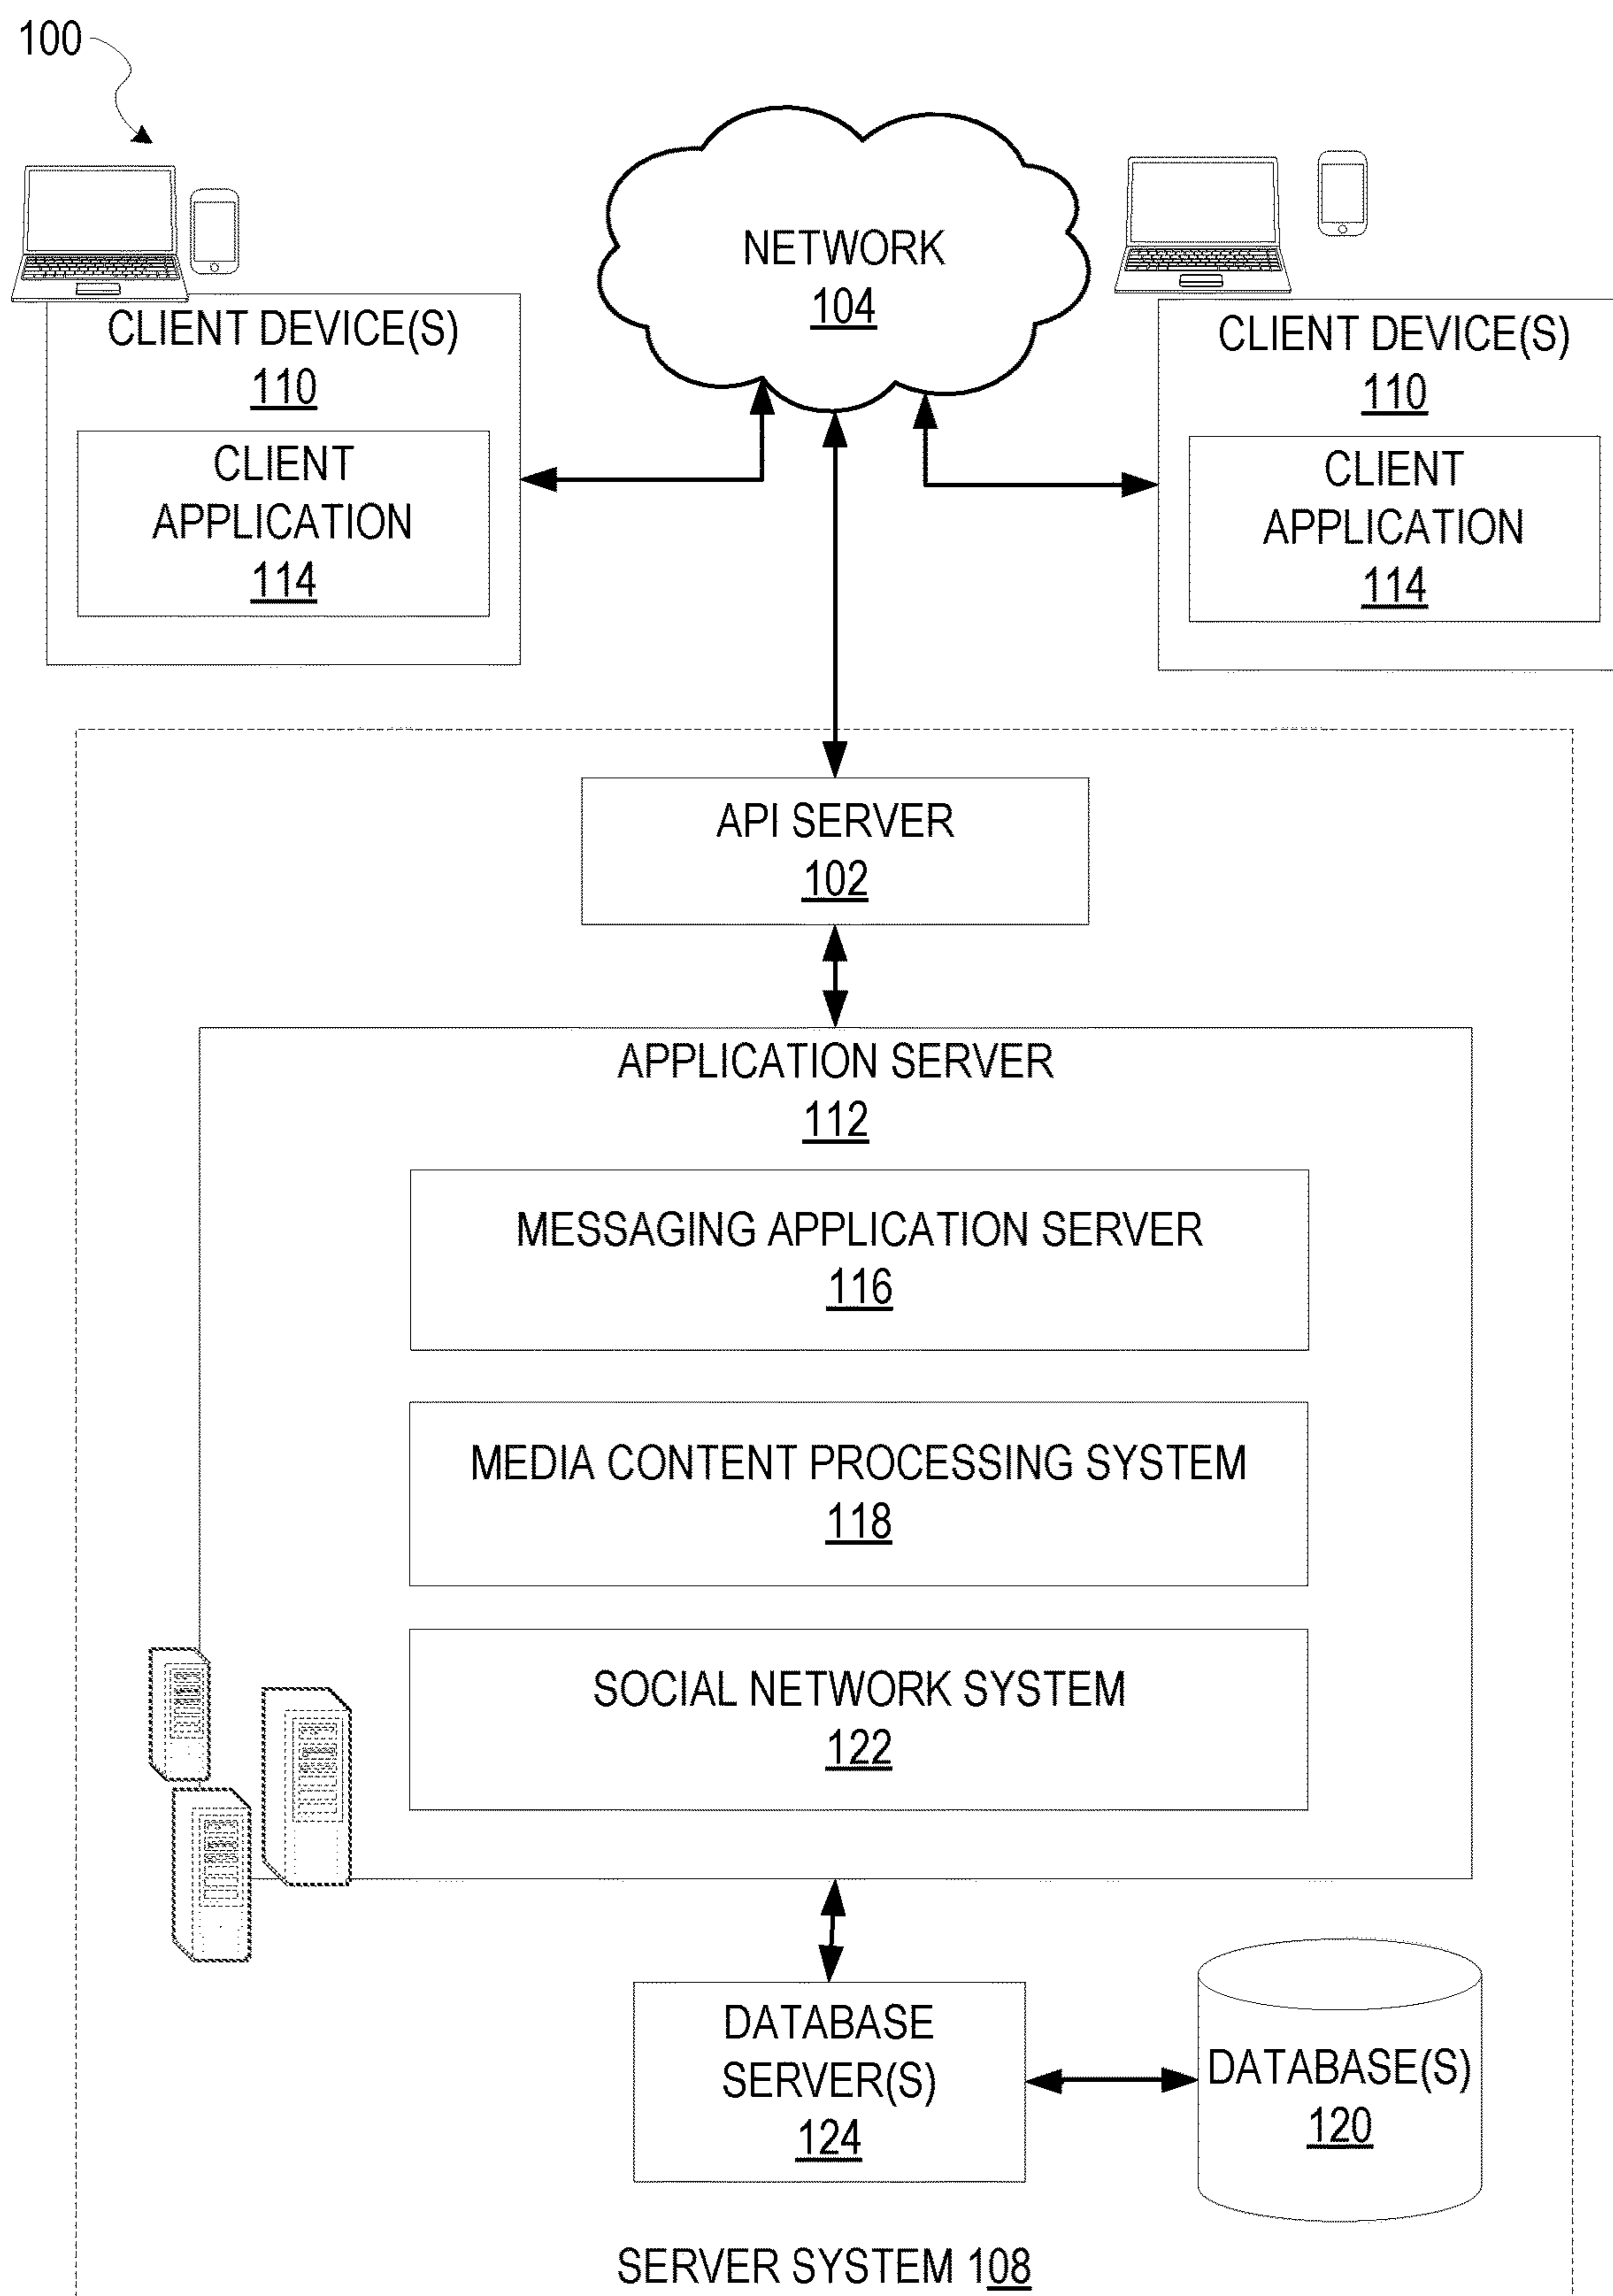 100
NETWORK
104
CLIENT DEVICE(S)
110
CLIENT
APPLICATION
114
CLIENT DEVICE(S)
110
CLIENT
APPLICATION
114
API SERVER
102
APPLICATION SERVER
112
MESSAGING APPLICATION SERVER
116
MEDIA CONTENT PROCESSING SYSTEM
118
SOCIAL NETWORK SYSTEM
122
DATABASE
SERVER(S)
124
DATABASE(S)
120
SERVER SYSTEM 108